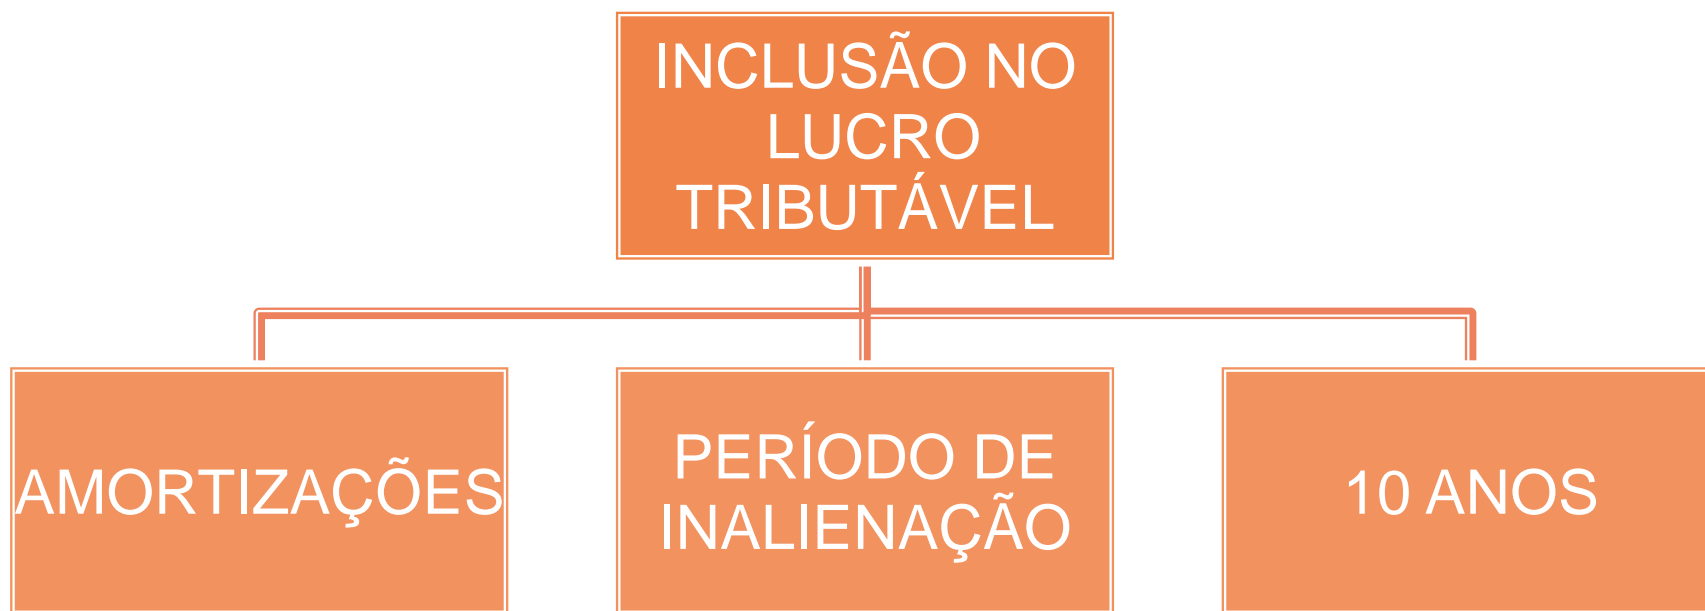 INCLUSÃO NO
LUCRO
TRIBUTÁVEL
AMORTIZAÇÕES
PERÍODO DE
INALIENAÇÃO
10 ANOS